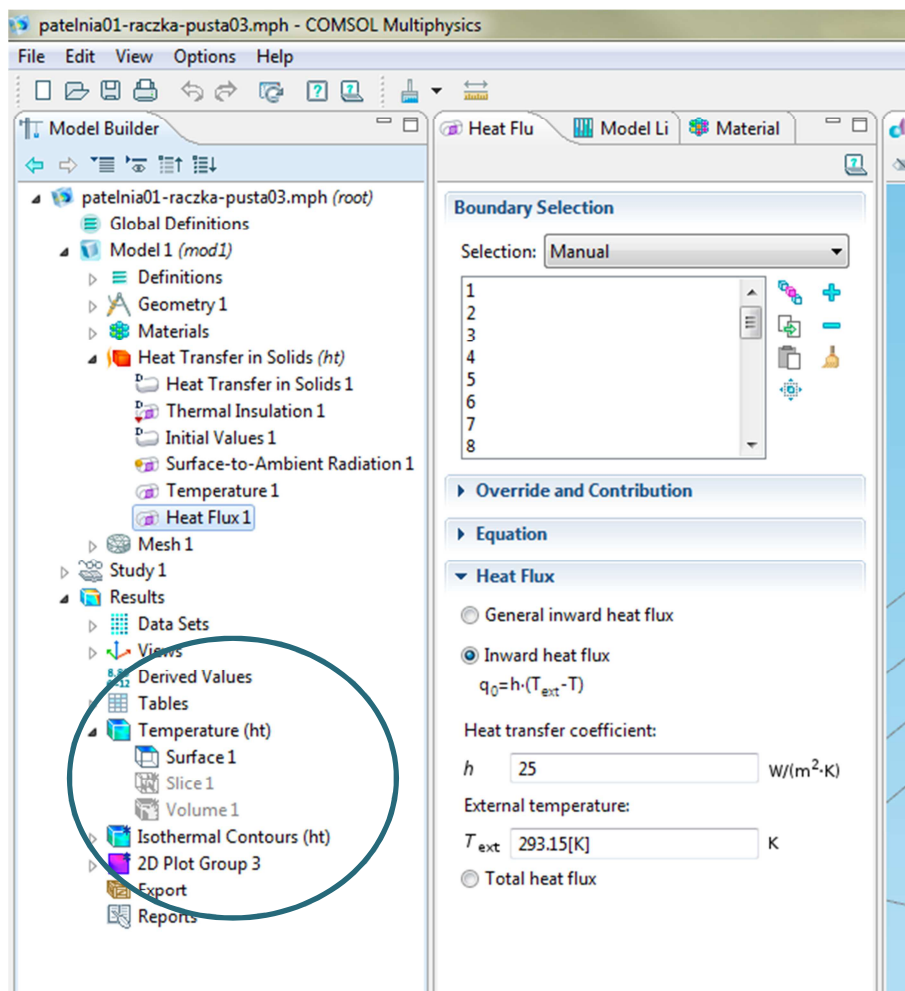 patelnia01-raczka-pusta03.mph - COMSOL Multiphysics
File Edit View Options Help
Model Builder
patelnia01-raczka-pusta03.mph (root)
Global Definitions
Model 1 (mod1)
Definitions
Geometry 1
Materials
Heat Transfer in Solids (ht)
Heat Transfer in Solids 1
Thermal Insulation 1
Initial Values 1
Surface-to-Ambient Radiation 1
Temperature 1
Heat Flux 1
Mesh 1
Study 1
Results
Data Sets
Views
Derived Values
Tables
Temperature (ht)
Surface 1
Slice 1
Volume 1
Isothermal Contours (ht)
2D Plot Group 3
Export
Reports
Heat Flu Model Li Material
Boundary Selection
Selection: Manual
1
2
3
4
5
6
7
8
Override and Contribution
Equation
Heat Flux
General inward heat flux
Inward heat flux
q0=h·(Text-T)
Heat transfer coefficient:
h 25 W/(m²·K)
External temperature:
Text 293.15[K] K
Total heat flux